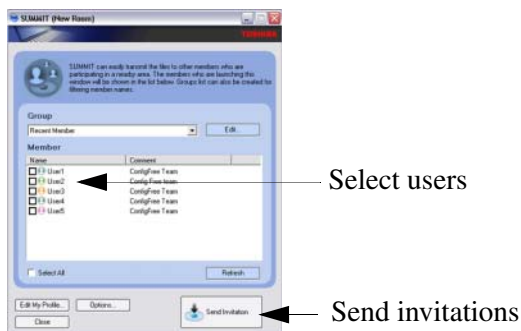 SUMMIT (New Room)
TOSHIBA
SUMMIT can easily transmit the files to other members who are
participating in a nearby area. The members who are launching this
window will be shown in the list below. Groups list can also be created for
filtering member names.
Group
Recent Member
Edit...
Member
Name Comment
User1 ConfigFree Team
User2 ConfigFree team
User3 ConfigFree Team
User4 ConfigFree Team
User5 ConfigFree Team
Select users
Select All
Refresh
Edit My Profile... Options...
Send Invitation
Send invitations
Close